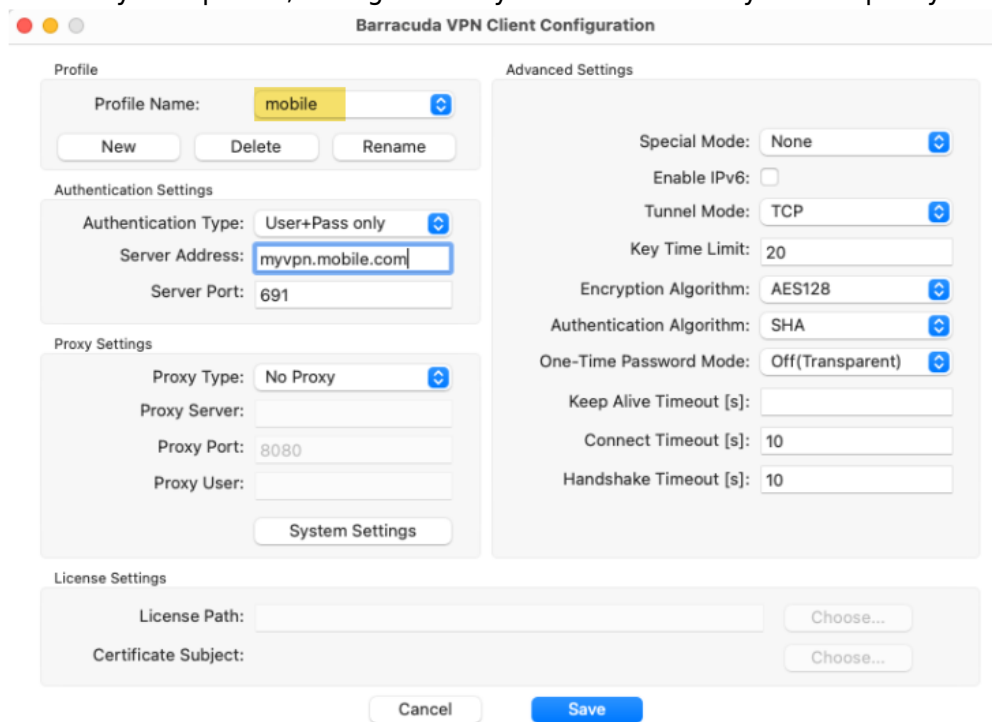 Barracuda VPN Client Configuration
Profile
Profile Name: mobile
New Delete Rename
Authentication Settings
Authentication Type: User+Pass only
Server Address: myvpn.mobile.com
Server Port: 691
Proxy Settings
Proxy Type: No Proxy
Proxy Server:
Proxy Port: 8080
Proxy User:
System Settings
Advanced Settings
Special Mode: None
Enable IPv6:
Tunnel Mode: TCP
Key Time Limit: 20
Encryption Algorithm: AES128
Authentication Algorithm: SHA
One-Time Password Mode: Off(Transparent)
Keep Alive Timeout [s]:
Connect Timeout [s]: 10
Handshake Timeout [s]: 10
License Settings
License Path: Choose...
Certificate Subject: Choose...
Cancel Save